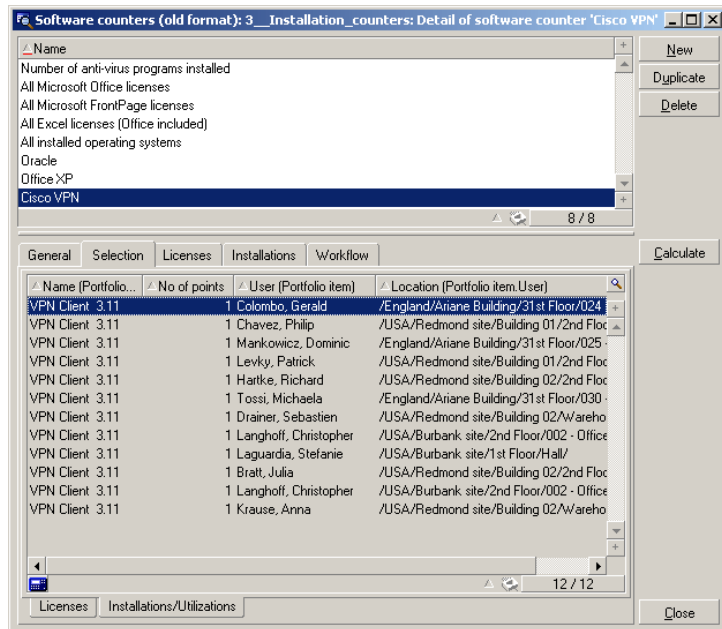 Software counters (old format): 3__Installation_counters: Detail of software counter 'Cisco VPN'
Name
New
Number of anti-virus programs installed
All Microsoft Office licenses
Duplicate
All Microsoft FrontPage licenses
Delete
All Excel licenses (Office included)
All installed operating systems
Oracle
Office XP
Cisco VPN
8 / 8
General Selection Licenses Installations Workflow
Calculate
Name (Portfolio... No of points User (Portfolio item) Location (Portfolio item.User)
VPN Client 3.11 1 Colombo, Gerald /England/Ariane Building/31st Floor/024
VPN Client 3.11 1 Chavez, Philip /USA/Redmond site/Building 01/2nd Floc
VPN Client 3.11 1 Mankowicz, Dominic /England/Ariane Building/31st Floor/025 -
VPN Client 3.11 1 Levky, Patrick /USA/Redmond site/Building 01/2nd Floc
VPN Client 3.11 1 Hartke, Richard /USA/Redmond site/Building 02/2nd Floc
VPN Client 3.11 1 Tossi, Michaela /England/Ariane Building/31st Floor/030 -
VPN Client 3.11 1 Drainer, Sebastien /USA/Redmond site/Building 02/Wareho
VPN Client 3.11 1 Langhoff, Christopher /USA/Burbank site/2nd Floor/002 - Office
VPN Client 3.11 1 Laguardia, Stefanie /USA/Burbank site/1st Floor/Hall/
VPN Client 3.11 1 Bratt, Julia /USA/Redmond site/Building 02/2nd Floc
VPN Client 3.11 1 Langhoff, Christopher /USA/Burbank site/2nd Floor/002 - Office
VPN Client 3.11 1 Krause, Anna /USA/Redmond site/Building 02/Wareho
12 / 12
Licenses Installations/Utilizations
Close